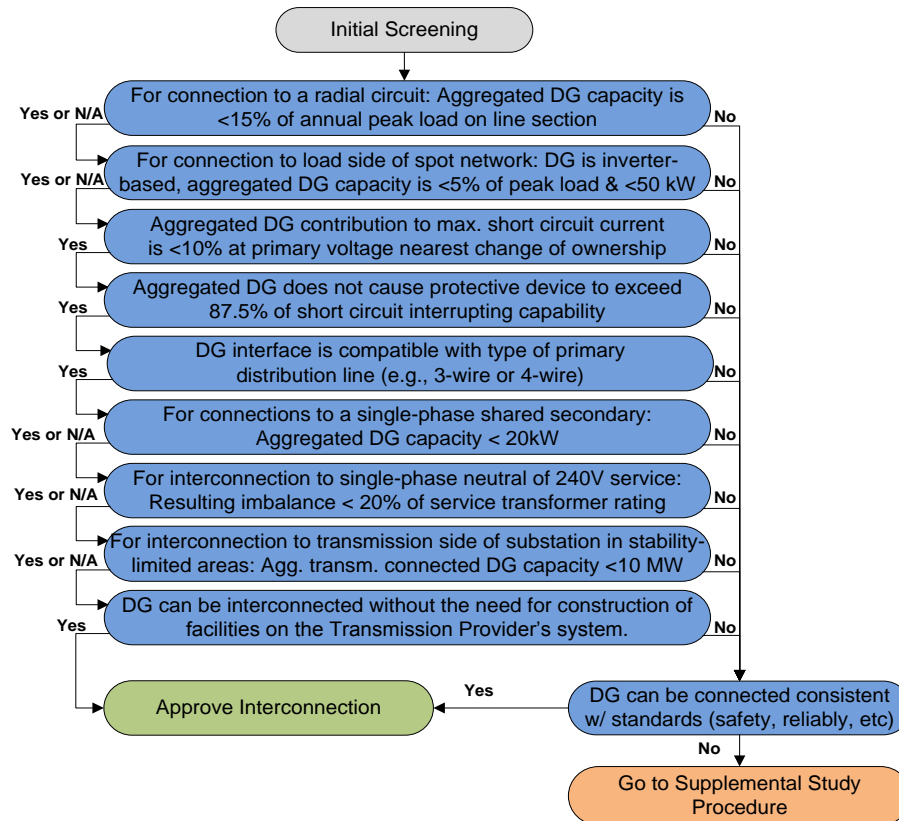 Initial Screening
For connection to a radial circuit: Aggregated DG capacity is
<15% of annual peak load on line section
Yes or N/A
No
For connection to load side of spot network: DG is inverter-
based, aggregated DG capacity is <5% of peak load & <50 kW
Yes or N/A
No
Aggregated DG contribution to max. short circuit current
is <10% at primary voltage nearest change of ownership
Yes
No
Aggregated DG does not cause protective device to exceed
87.5% of short circuit interrupting capability
Yes
No
DG interface is compatible with type of primary
distribution line (e.g., 3-wire or 4-wire)
Yes
No
For connections to a single-phase shared secondary:
Aggregated DG capacity < 20kW
Yes or N/A
No
For interconnection to single-phase neutral of 240V service:
Resulting imbalance < 20% of service transformer rating
Yes or N/A
No
For interconnection to transmission side of substation in stability-
limited areas: Agg. transm. connected DG capacity <10 MW
Yes or N/A
No
DG can be interconnected without the need for construction of
facilities on the Transmission Provider's system.
Yes
No
Approve Interconnection
Yes
DG can be connected consistent
w/ standards (safety, reliably, etc)
No
Go to Supplemental Study
Procedure